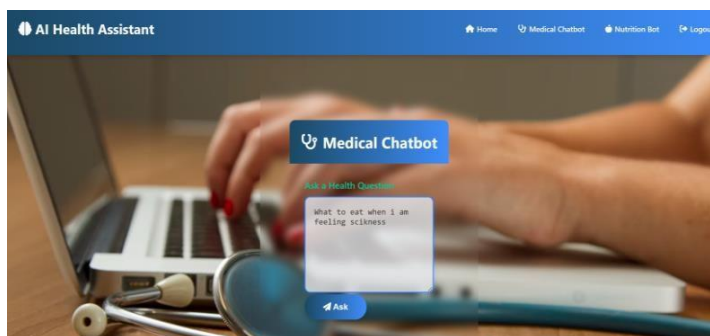 AI Health Assistant
Home
Medical Chatbot
Nutrition Bot
Logou
Medical Chatbot
Ask a Health Question
What to eat when i am
feeling scikness
Ask